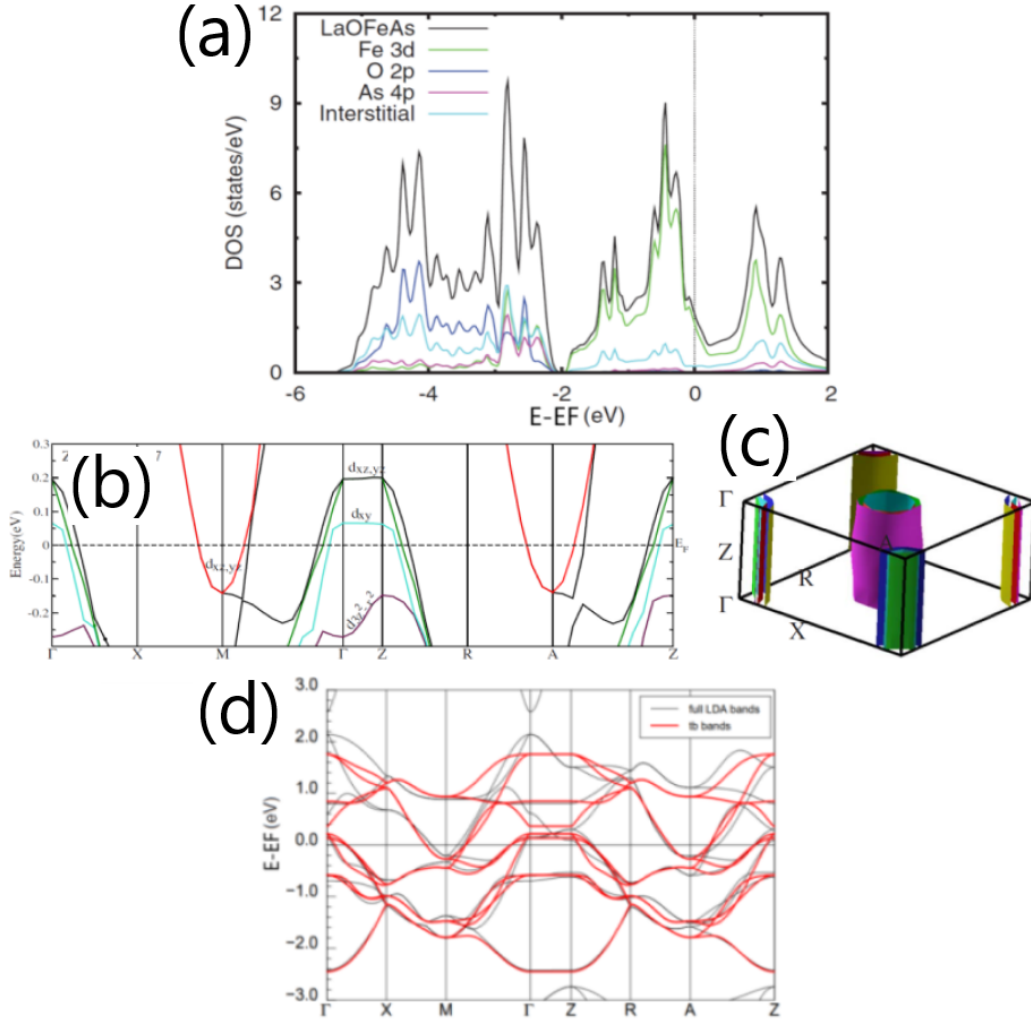 (a)
12
LaOFeAs
Fe 3d
O 2p
As 4p
Interstitial
9
6
3
0
DOS (states/eV)
-6 -4 -2 0 2
E-EF (eV)
(b)
0.3
0.2
0.1
0
-0.1
-0.2
Energy(eV)
Z 7
dxz,yz
dxy
dxz,yz
d3z²-r²
EF
Γ X M Γ Z R A Z
(c)
Γ
Z
Γ
R
X
A
(d)
3.0
2.0
1.0
0.0
−1.0
−2.0
−3.0
E-EF (eV)
full LDA bands
tb bands
Γ X M Γ Z R A Z